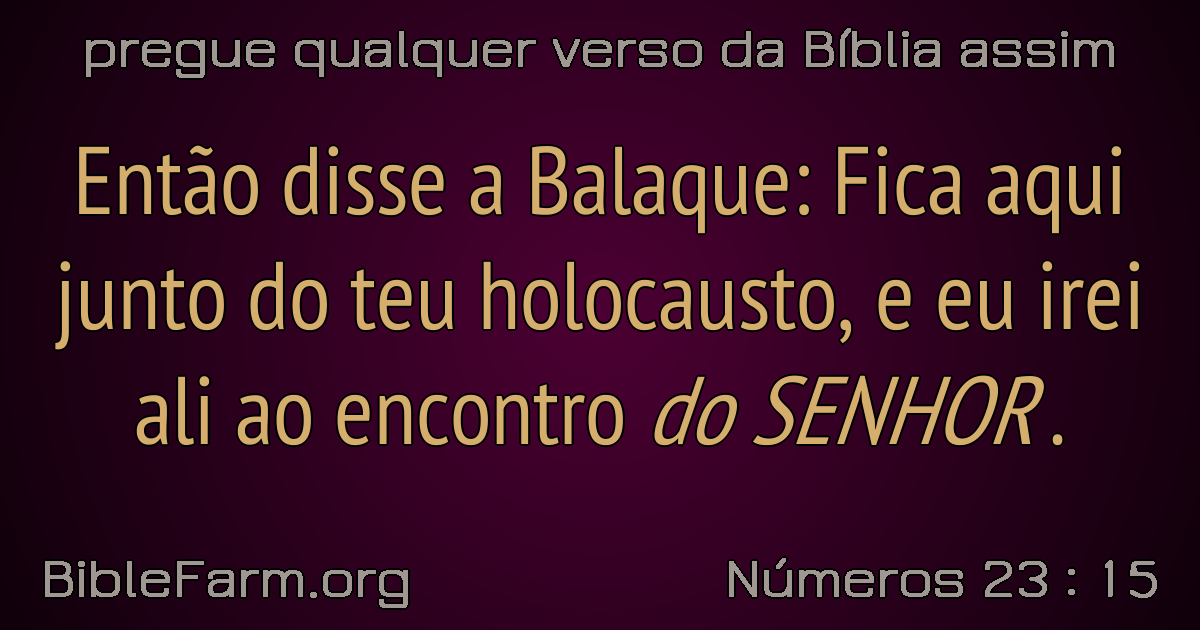 pregue qualquer verso da Bíblia assim
Então disse a Balaque: Fica aqui
junto do teu holocausto, e eu irei
ali ao encontro do SENHOR .
BibleFarm.org
Números 23 : 15